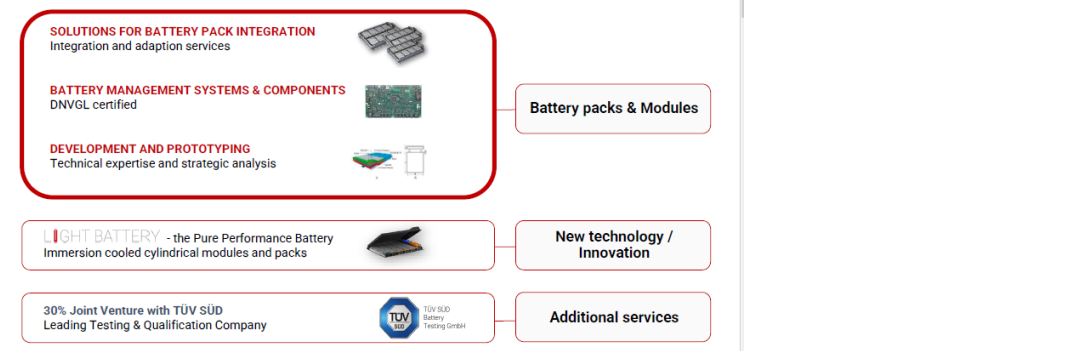 SOLUTIONS FOR BATTERY PACK INTEGRATION
Integration and adaption services
BATTERY MANAGEMENT SYSTEMS & COMPONENTS
DNVGL certified
DEVELOPMENT AND PROTOTYPING
Technical expertise and strategic analysis
Battery packs & Modules
LIGHT BATTERY - the Pure Performance Battery
Immersion cooled cylindrical modules and packs
New technology /
Innovation
30% Joint Venture with TÜV SÜD
Leading Testing & Qualification Company
TÜV
SÜD
TÜV SÜD
Battery
Testing GmbH
Additional services